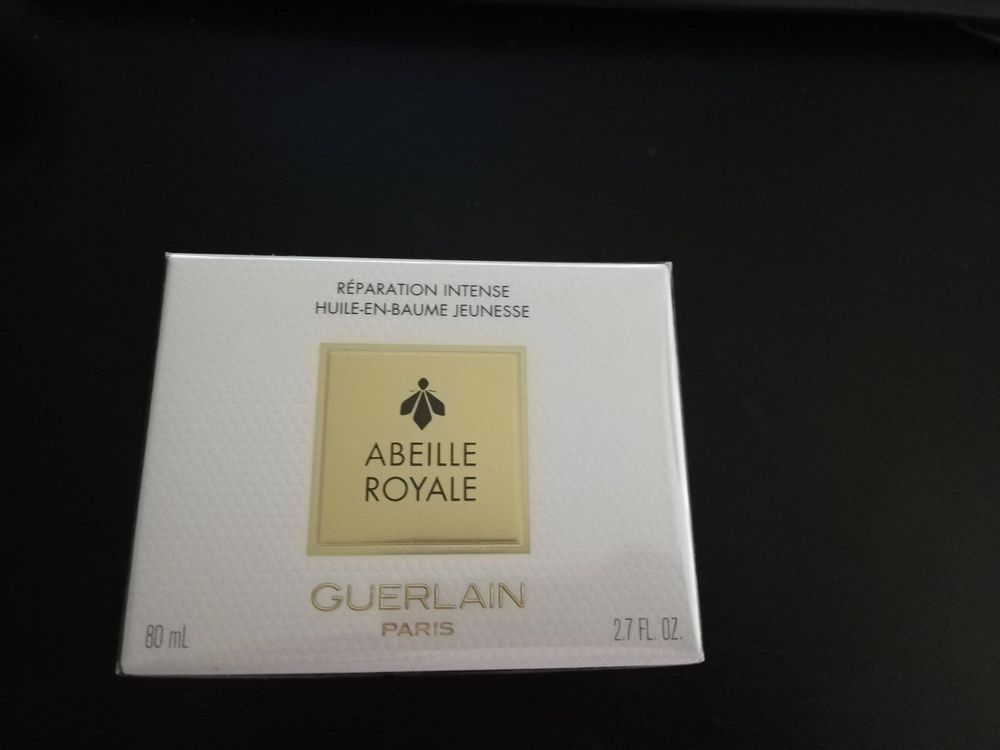 RÉPARATION INTENSE
HUILE-EN-BAUME JEUNESSE
ABEILLE
ROYALE
GUERLAIN
PARIS
80 mL
2.7 FL. OZ.